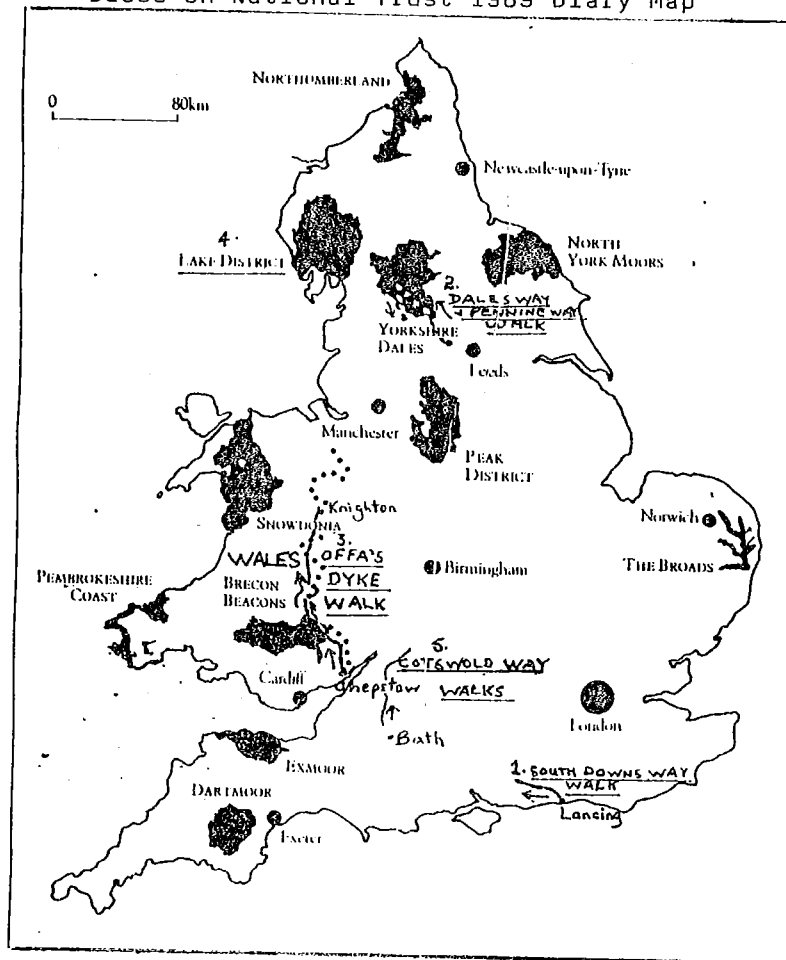 Based on National Trust 1989 Diary Map
NORTHUMBERLAND
0 80km
Newcastle-upon-Tyne
4.
LAKE DISTRICT
NORTH
YORK MOORS
2.
DALES WAY
+ PENNINE WAY
WALK
YORKSHIRE
DALES
Leeds
Manchester
PEAK
DISTRICT
Knighton
SNOWDONIA
Norwich
THE BROADS
3.
OFFA'S
DYKE
WALK
WALES
BRECON
BEACONS
Birmingham
PEMBROKESHIRE
COAST
5.
COTSWOLD WAY
WALKS
Cardiff
Chepstow
London
Bath
EXMOOR
1. SOUTH DOWNS WAY
WALK
Lancing
DARTMOOR
Exeter